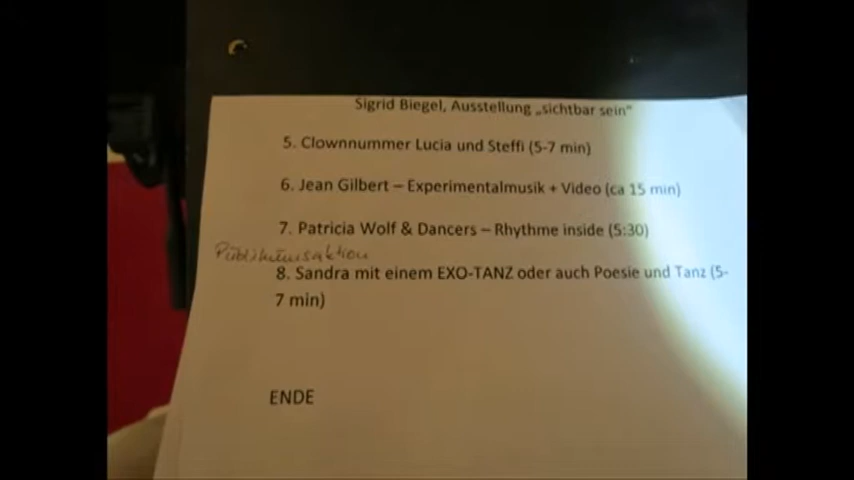 Sigrid Biegel, Ausstellung „sichtbar sein"
5. Clownnummer Lucia und Steffi (5-7 min)
6. Jean Gilbert – Experimentalmusik + Video (ca 15 min)
7. Patricia Wolf & Dancers – Rhythme inside (5:30)
Publikumsaktion
8. Sandra mit einem EXO-TANZ oder auch Poesie und Tanz (5-
7 min)
ENDE